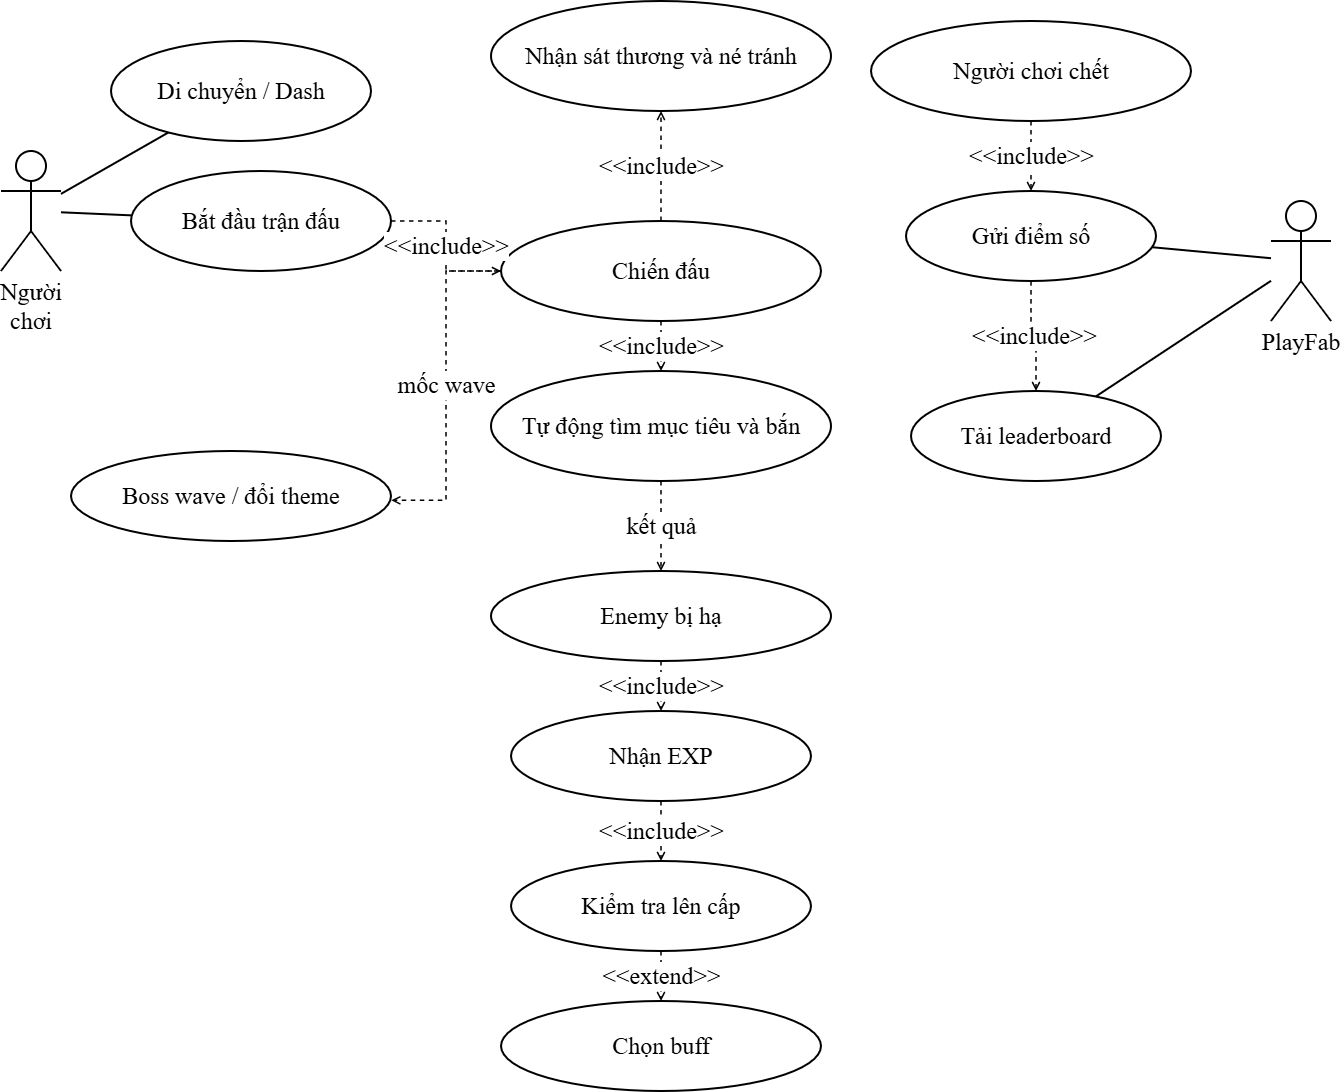 Nhận sát thương và né tránh
Người chơi chết
Di chuyển / Dash
<<include>>
<<include>>
Bắt đầu trận đấu
Gửi điểm số
<<include>>
Chiến đấu
Người
chơi
<<include>>
<<include>>
PlayFab
mốc wave
Tự động tìm mục tiêu và bắn
Tải leaderboard
Boss wave / đổi theme
kết quả
Enemy bị hạ
<<include>>
Nhận EXP
<<include>>
Kiểm tra lên cấp
<<extend>>
Chọn buff